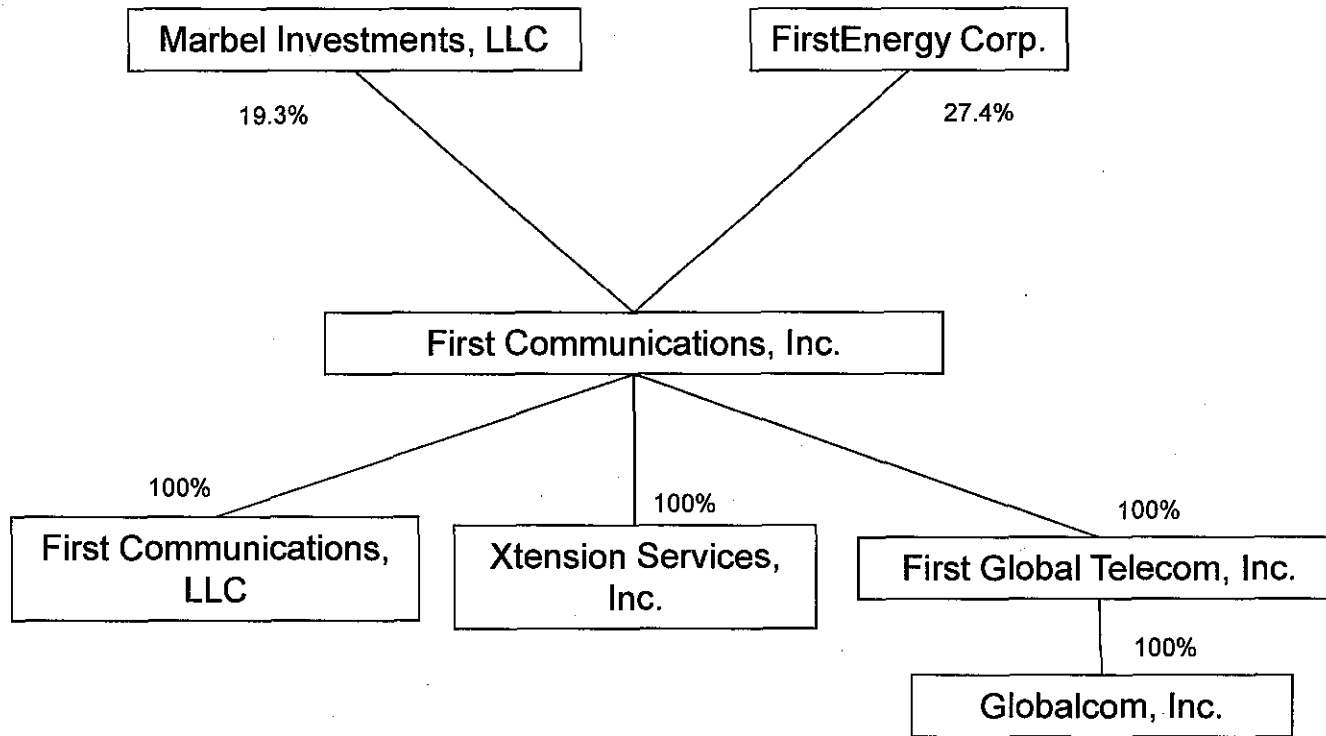 Marbel Investments, LLC
FirstEnergy Corp.
19.3%
27.4%
First Communications, Inc.
100%
100%
100%
First Communications,
LLC
Xtension Services,
Inc.
First Global Telecom, Inc.
100%
Globalcom, Inc.